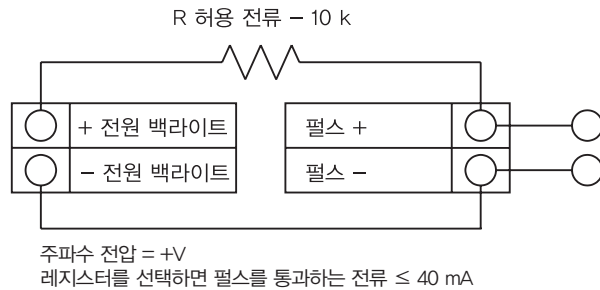 R 허용 전류 – 10 k
+ 전원 백라이트
펄스 +
– 전원 백라이트
펄스 –
주파수 전압 = +V
레지스터를 선택하면 펄스를 통과하는 전류 ≤ 40 mA